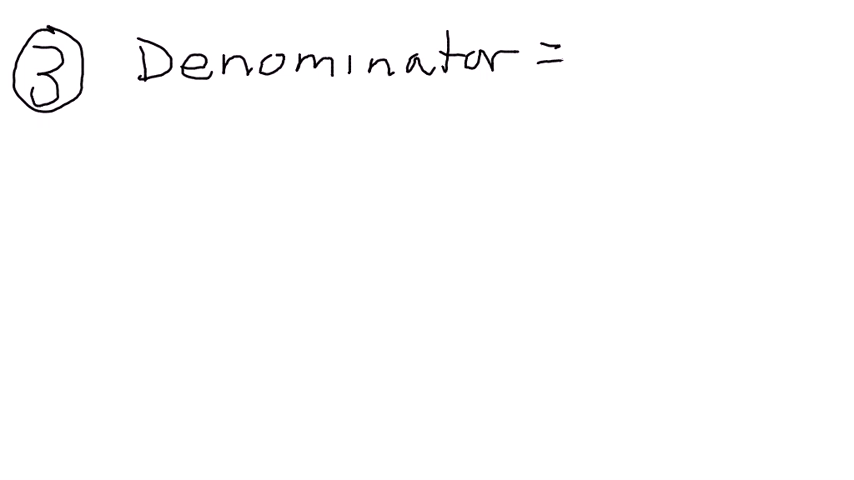 ③ Denominator =